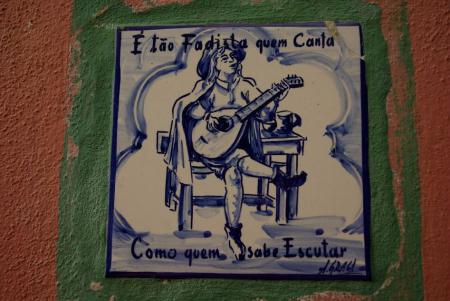 É tão Fadista quem Canta
Como quem sabe Escutar